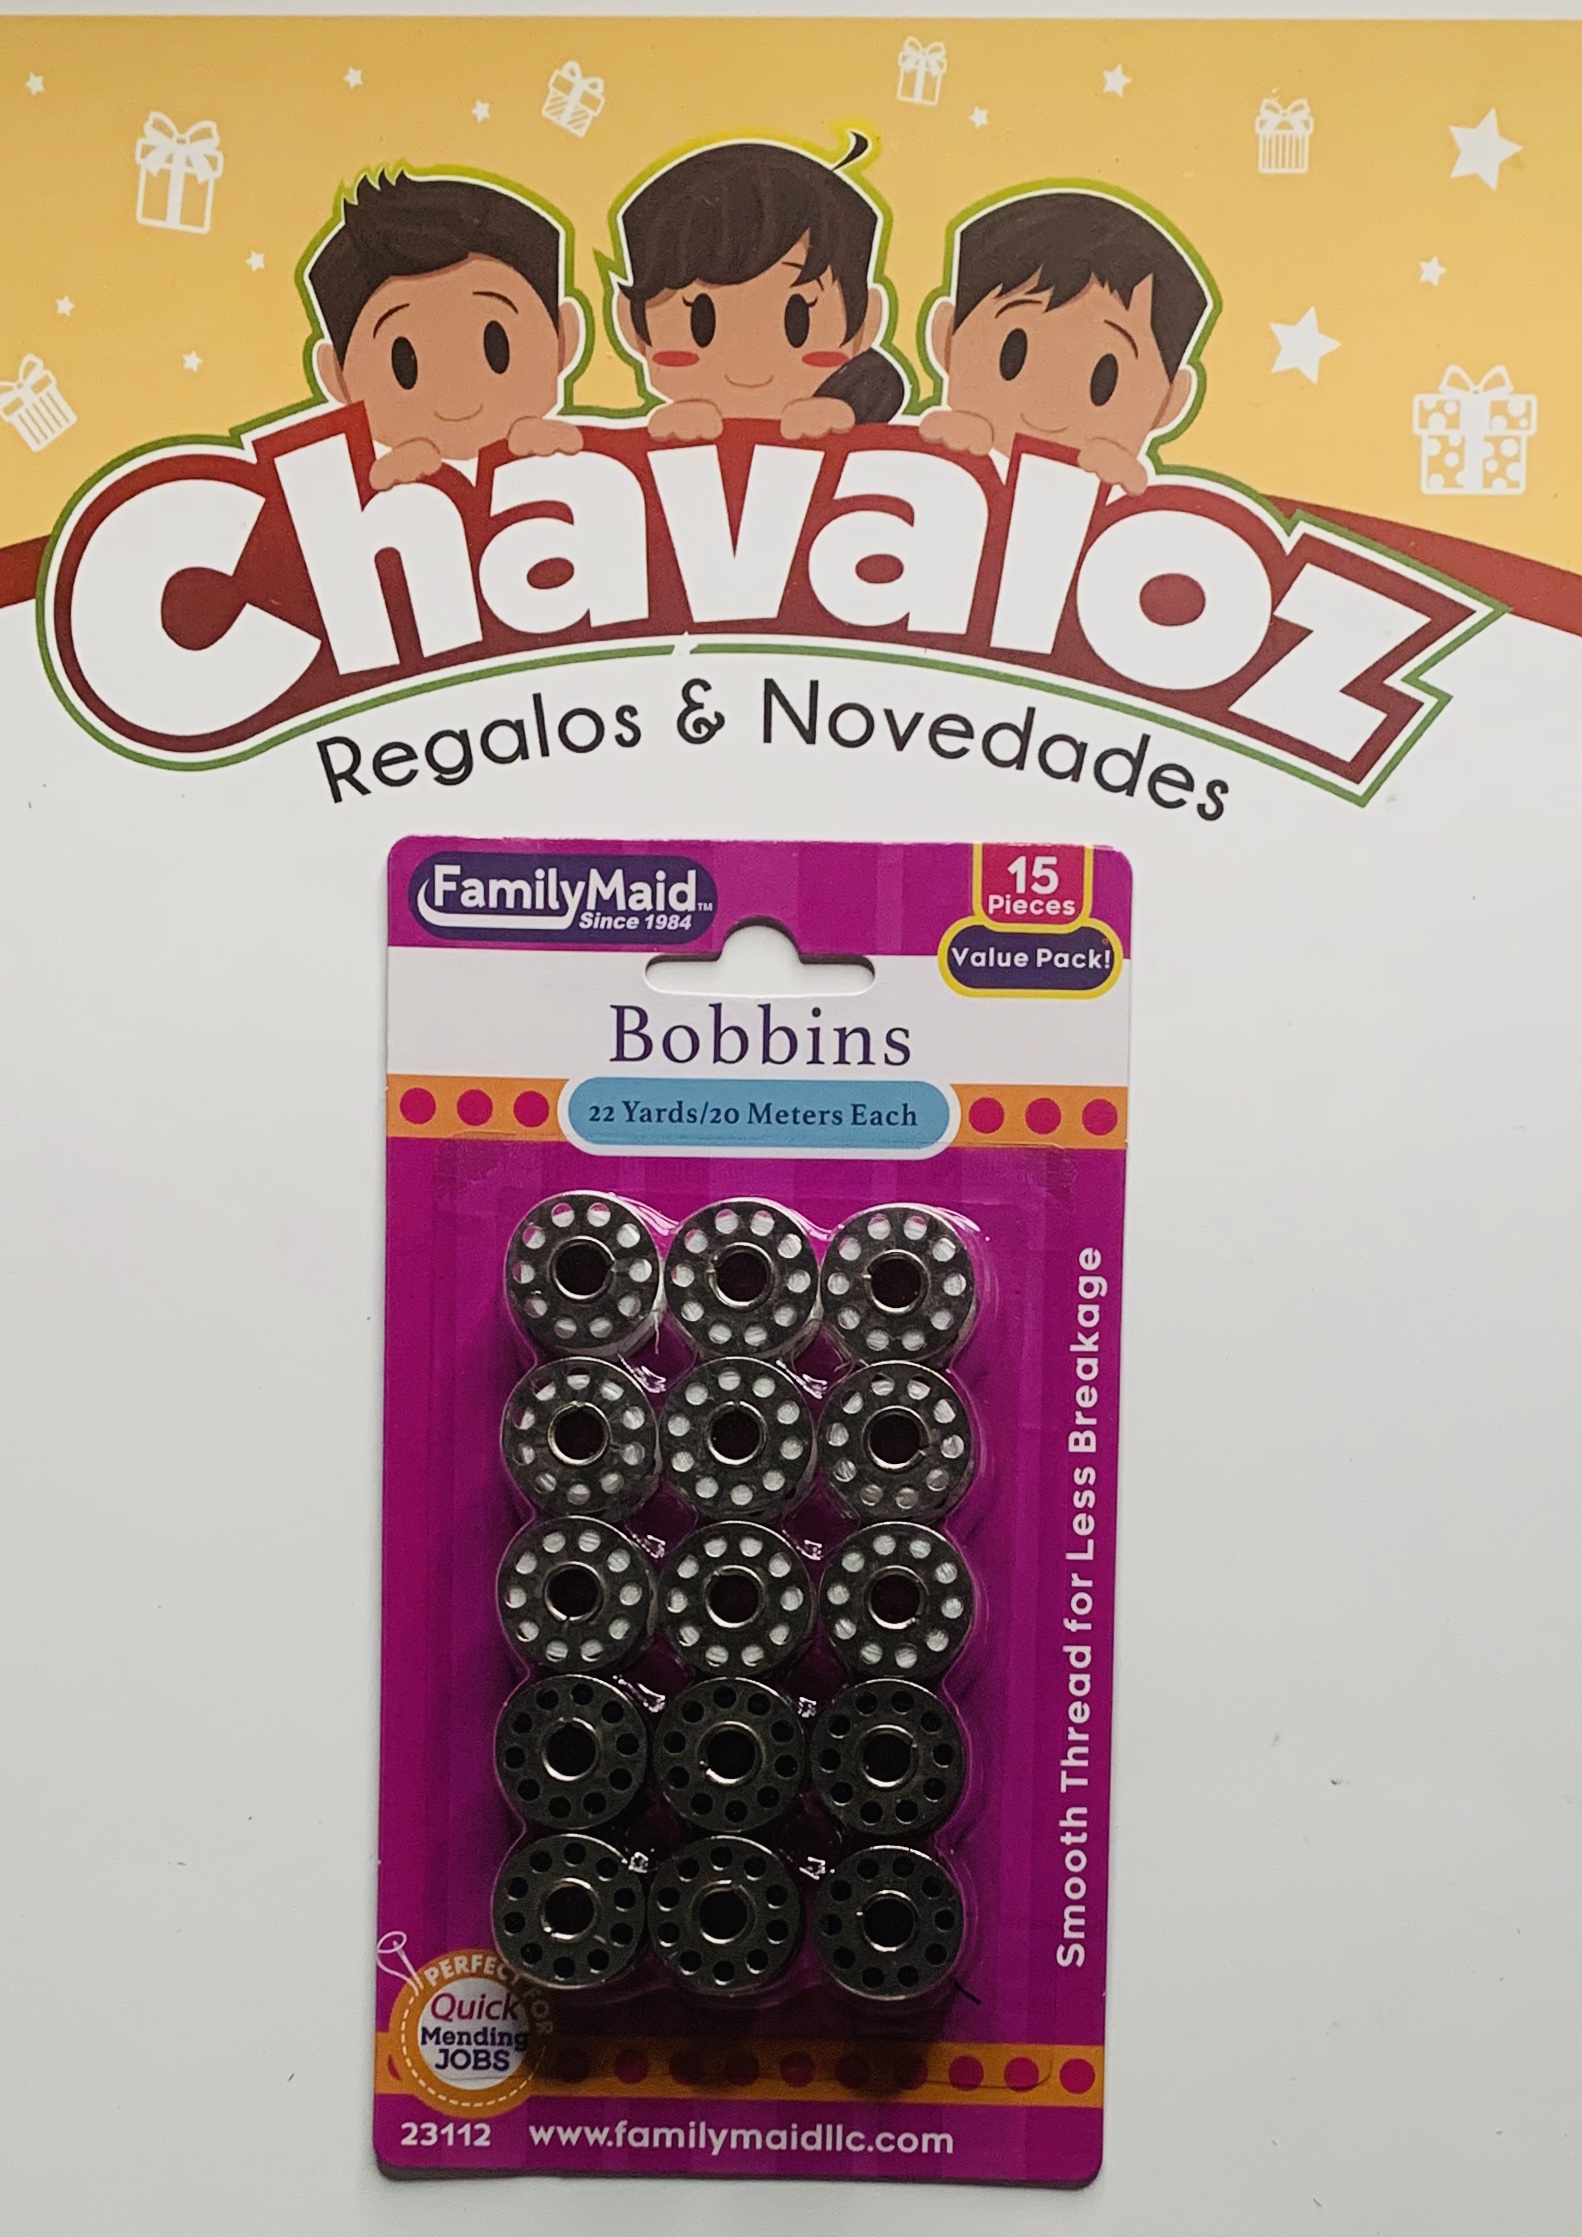 Chavaloz
Regalos & Novedades
FamilyMaid™
Since 1984
15
Pieces
Value Pack!
Bobbins
22 Yards/20 Meters Each
Smooth Thread for Less Breakage
PERFECT FOR
Quick
Mending
JOBS
23112 www.familymaidllc.com